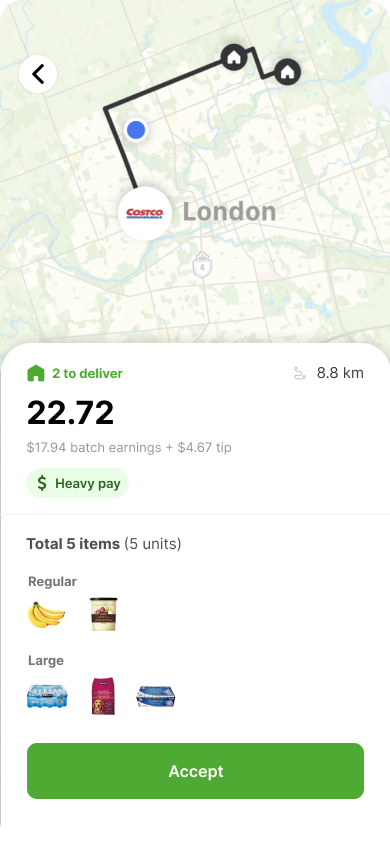 COSTCO
WHOLESALE
London
4
2 to deliver
8.8 km
22.72
$17.94 batch earnings + $4.67 tip
$ Heavy pay
Total 5 items (5 units)
Regular
Large
Accept